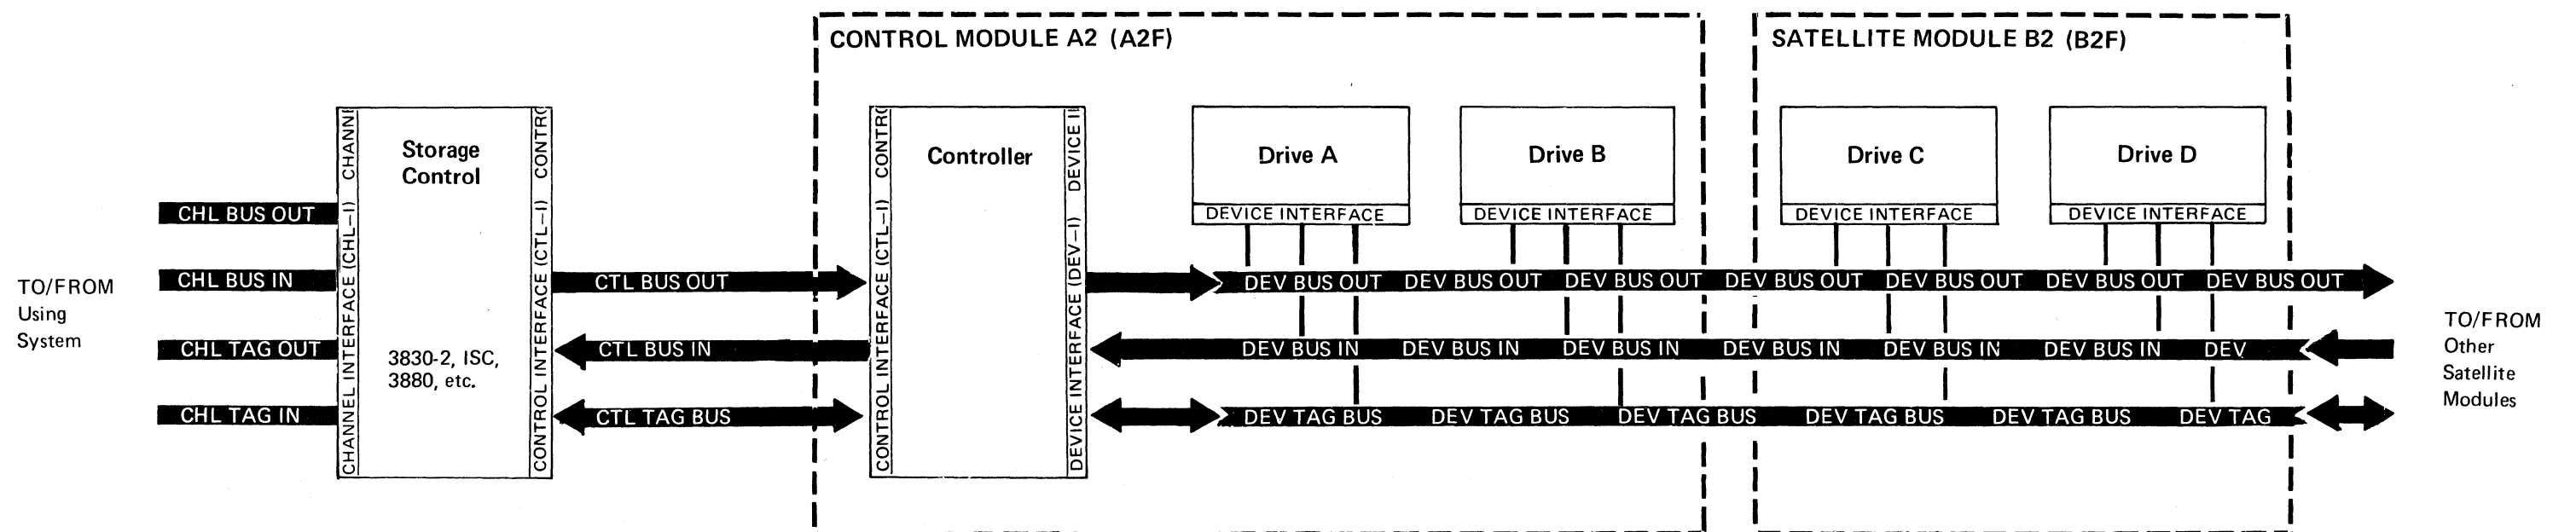 CONTROL MODULE A2 (A2F)
SATELLITE MODULE B2 (B2F)
TO/FROM
Using
System
CHL BUS OUT
CHL BUS IN
CHL TAG OUT
CHL TAG IN
CHANNEL INTERFACE (CHL–I) CHANN
Storage
Control
3830-2, ISC,
3880, etc.
CONTROL INTERFACE (CTL–I) CONTR
CTL BUS OUT
CTL BUS IN
CTL TAG BUS
CONTROL INTERFACE (CTL–I) CONTR
Controller
DEVICE INTERFACE (DEV–I) DEVICE I
Drive A
DEVICE INTERFACE
Drive B
DEVICE INTERFACE
Drive C
DEVICE INTERFACE
Drive D
DEVICE INTERFACE
DEV BUS OUT DEV BUS OUT DEV BUS OUT DEV BUS OUT DEV BUS OUT DEV BUS OUT DEV BUS OUT
DEV BUS IN DEV BUS IN DEV BUS IN DEV BUS IN DEV BUS IN DEV BUS IN DEV
DEV TAG BUS DEV TAG BUS DEV TAG BUS DEV TAG BUS DEV TAG BUS DEV TAG
TO/FROM
Other
Satellite
Modules